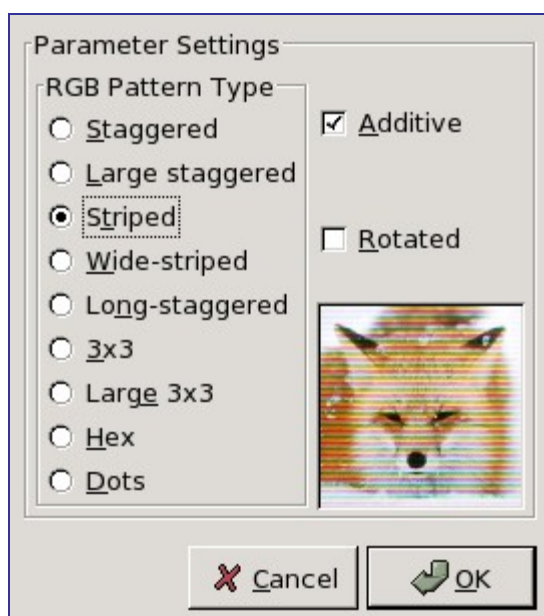 Parameter Settings
RGB Pattern Type
Staggered
Large staggered
Striped
Wide-striped
Long-staggered
3x3
Large 3x3
Hex
Dots
Additive
Rotated
Cancel
OK